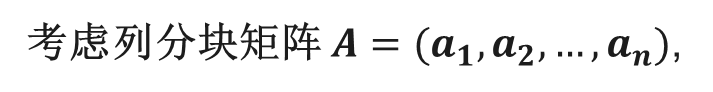 考虑列分块矩阵 A = (a₁, a₂, …, aₙ),